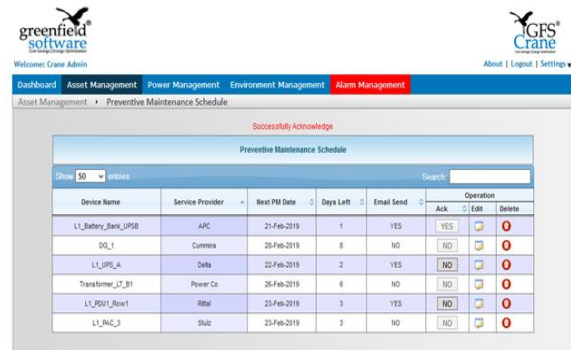 greenfield®
software
Cost Savings | Energy Optimization
GFS®
Crane
Welcome: Crane Admin
About | Logout | Settings
Dashboard Asset Management Power Management Environment Management Alarm Management
Asset Management Preventive Maintenance Schedule
Successfully Acknowledge
Preventive Maintenance Schedule
Show 50 entries Search:
Device Name Service Provider Next PM Date Days Left Email Send Operation
Ack Edit Delete
L1_Battery_Bank_UPSB APC 21-Feb-2019 1 YES YES
DG_1 Cummins 28-Feb-2019 8 NO NO
L1_UPS_A Delta 22-Feb-2019 2 YES NO
Transformer_LT_B1 Power Co 26-Feb-2019 6 NO NO
L1_PDU1_Row1 Rittal 23-Feb-2019 3 YES NO
L1_PAC_3 Stulz 23-Feb-2019 3 NO NO